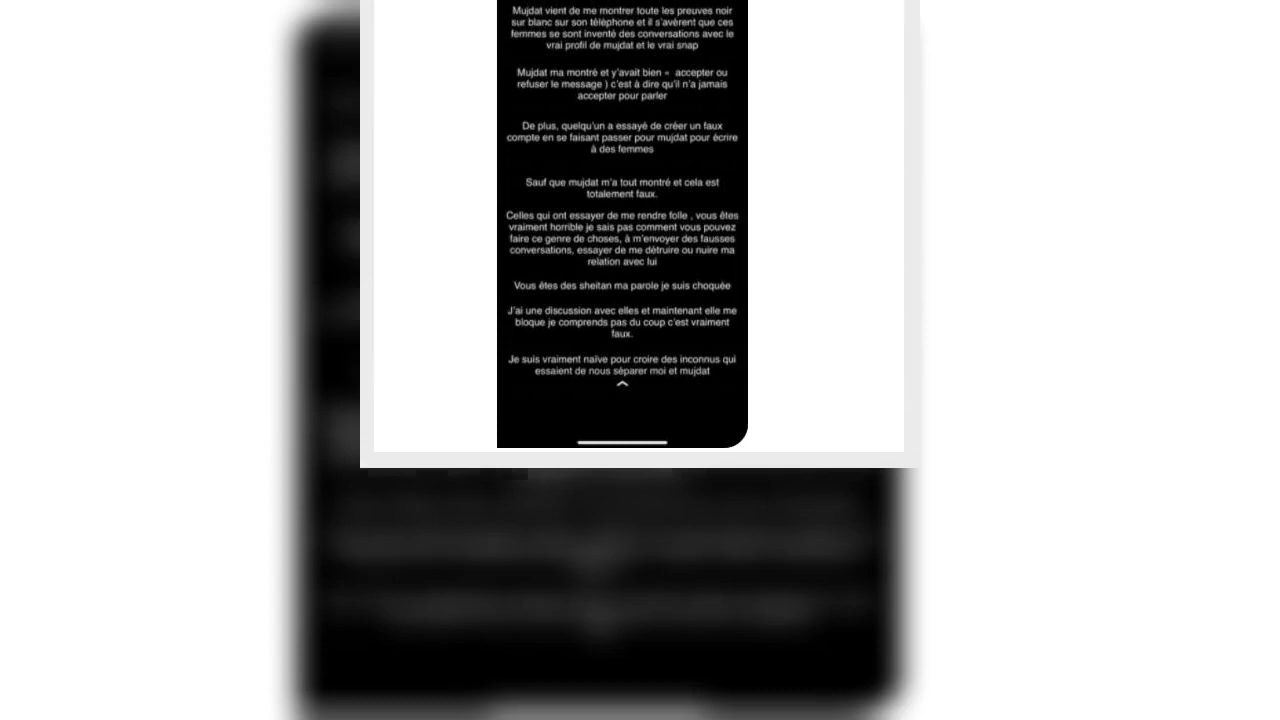 Mujdat vient de me montrer toute les preuves noir
sur blanc sur son téléphone et il s'avèrent que ces
femmes se sont inventé des conversations avec le
vrai profil de mujdat et le vrai snap
Mujdat ma montré et y'avait bien « accepter ou
refuser le message ) c'est à dire qu'il n'a jamais
accepter pour parler
De plus, quelqu'un a essayé de créer un faux
compte en se faisant passer pour mujdat pour écrire
à des femmes
Sauf que mujdat m'a tout montré et cela est
totalement faux.
Celles qui ont essayer de me rendre folle , vous êtes
vraiment horrible je sais pas comment vous pouvez
faire ce genre de choses, à m'envoyer des fausses
conversations, essayer de me détruire ou nuire ma
relation avec lui
Vous êtes des sheitan ma parole je suis choquée
J'ai une discussion avec elles et maintenant elle me
bloque je comprends pas du coup c'est vraiment
faux.
Je suis vraiment naïve pour croire des inconnus qui
essaient de nous séparer moi et mujdat